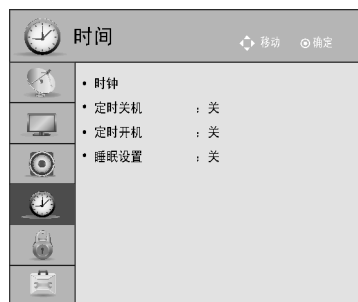 时间
移动 ⊙确定
• 时钟
• 定时关机 : 关
• 定时开机 : 关
• 睡眠设置 : 关